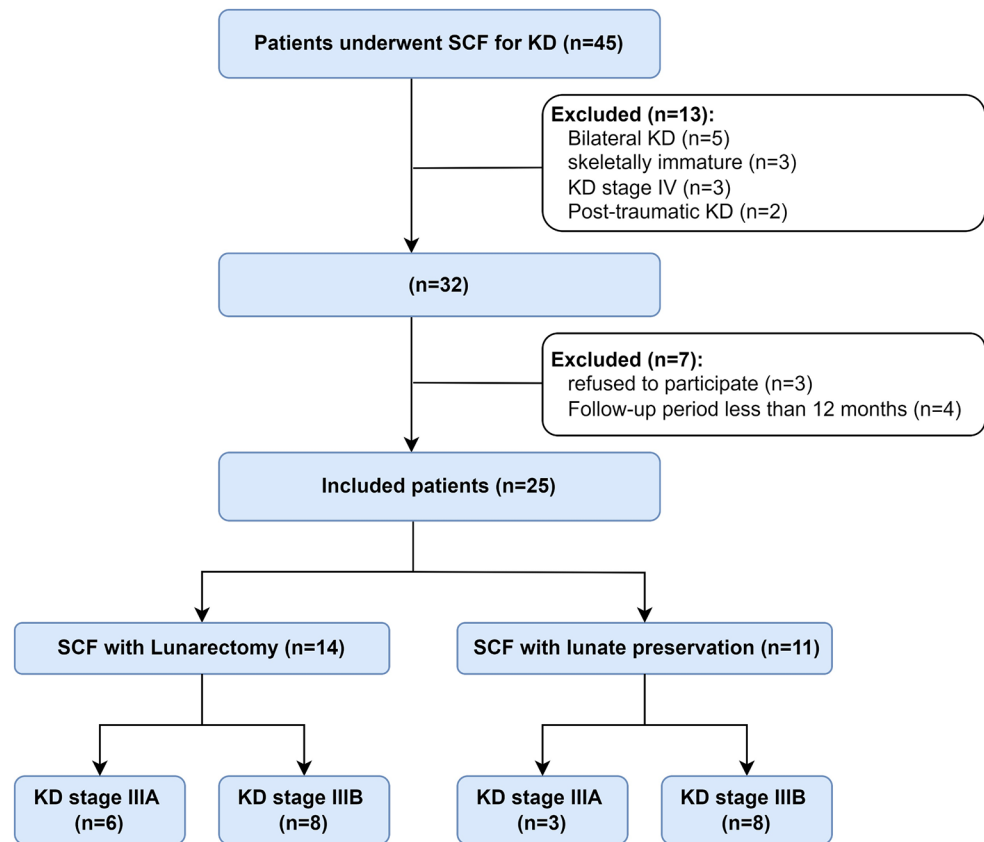 Patients underwent SCF for KD (n=45)
Excluded (n=13):
Bilateral KD (n=5)
skeletally immature (n=3)
KD stage IV (n=3)
Post-traumatic KD (n=2)
(n=32)
Excluded (n=7):
refused to participate (n=3)
Follow-up period less than 12 months (n=4)
Included patients (n=25)
SCF with Lunarectomy (n=14)
SCF with lunate preservation (n=11)
KD stage IIIA
(n=6)
KD stage IIIB
(n=8)
KD stage IIIA
(n=3)
KD stage IIIB
(n=8)